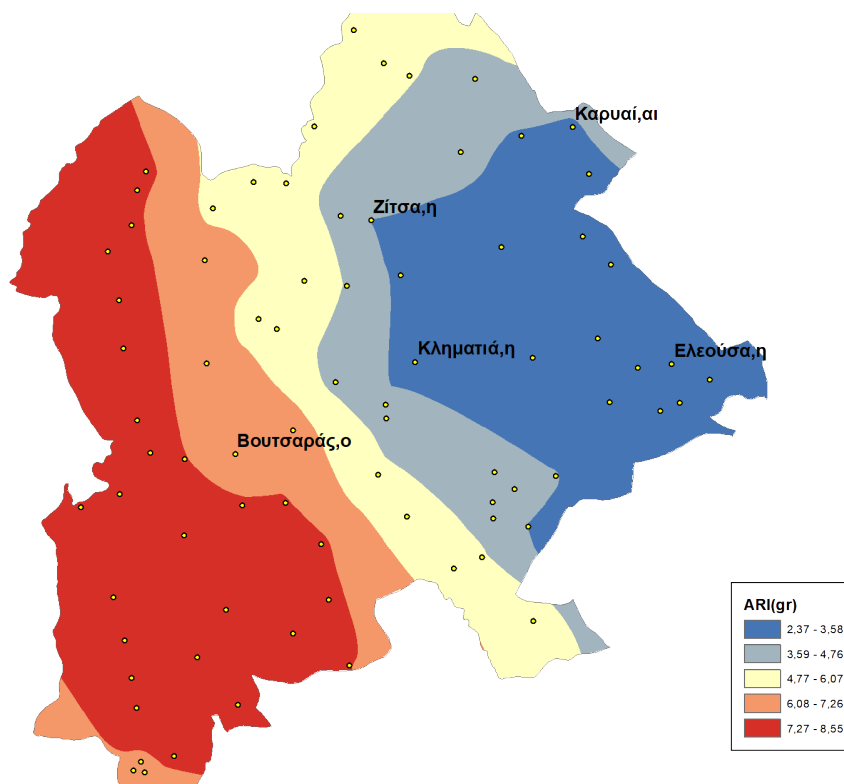 Καρυαί,αι
Ζίτσα,η
Κληματιά,η
Ελεούσα,η
Βουτσαράς,ο
ARI(gr)
2,37 - 3,58
3,59 - 4,76
4,77 - 6,07
6,08 - 7,26
7,27 - 8,55